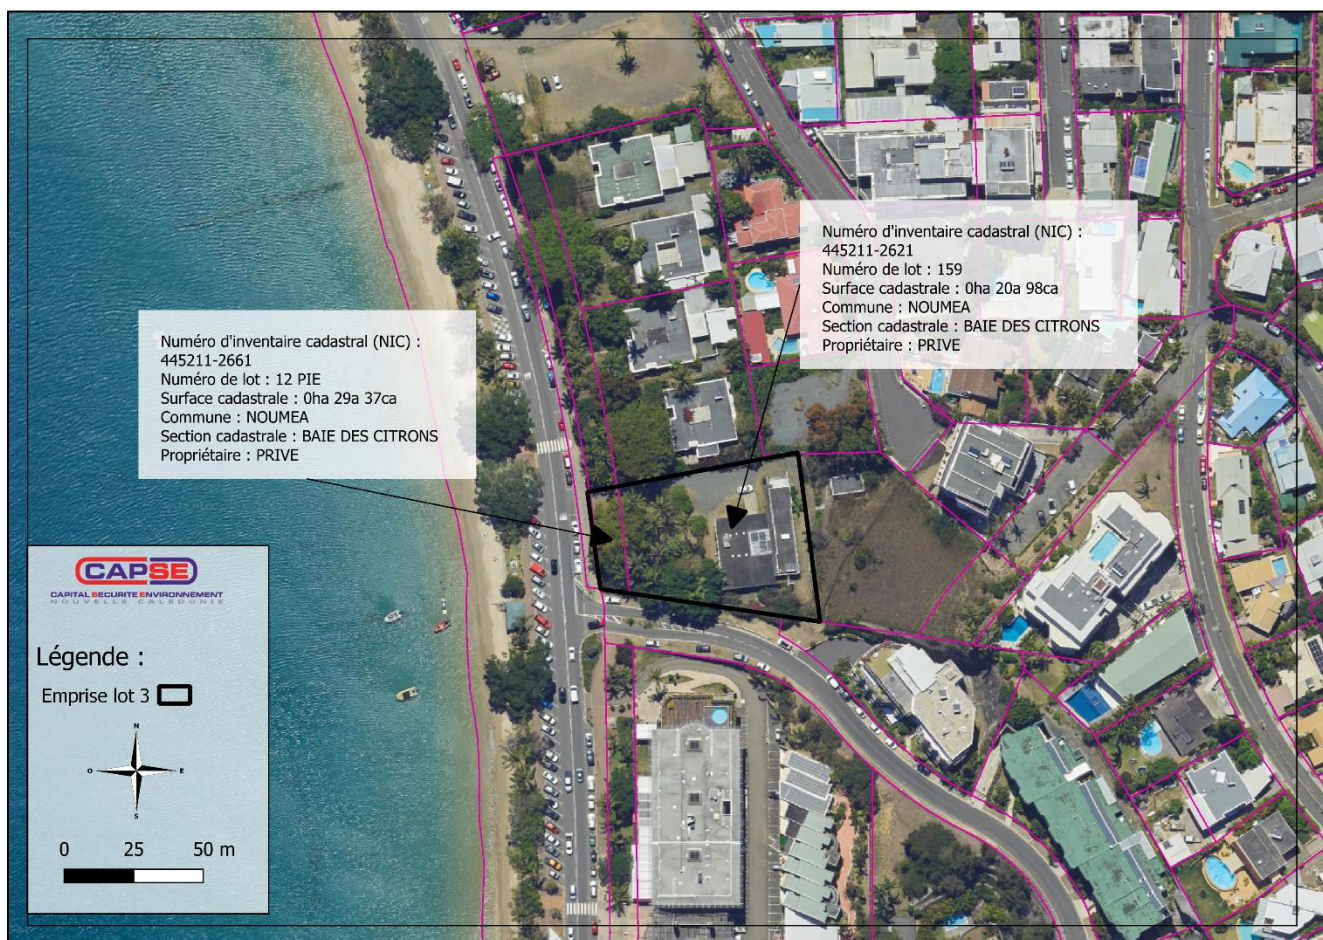 Numéro d'inventaire cadastral (NIC) :
445211-2621
Numéro de lot : 159
Surface cadastrale : 0ha 20a 98ca
Commune : NOUMEA
Section cadastrale : BAIE DES CITRONS
Propriétaire : PRIVE
Numéro d'inventaire cadastral (NIC) :
445211-2661
Numéro de lot : 12 PIE
Surface cadastrale : 0ha 29a 37ca
Commune : NOUMEA
Section cadastrale : BAIE DES CITRONS
Propriétaire : PRIVE
CAPSE
CAPITAL SECURITE ENVIRONNEMENT
NOUVELLE CALEDONIE
Légende :
Emprise lot 3
N
O E
S
0 25 50 m